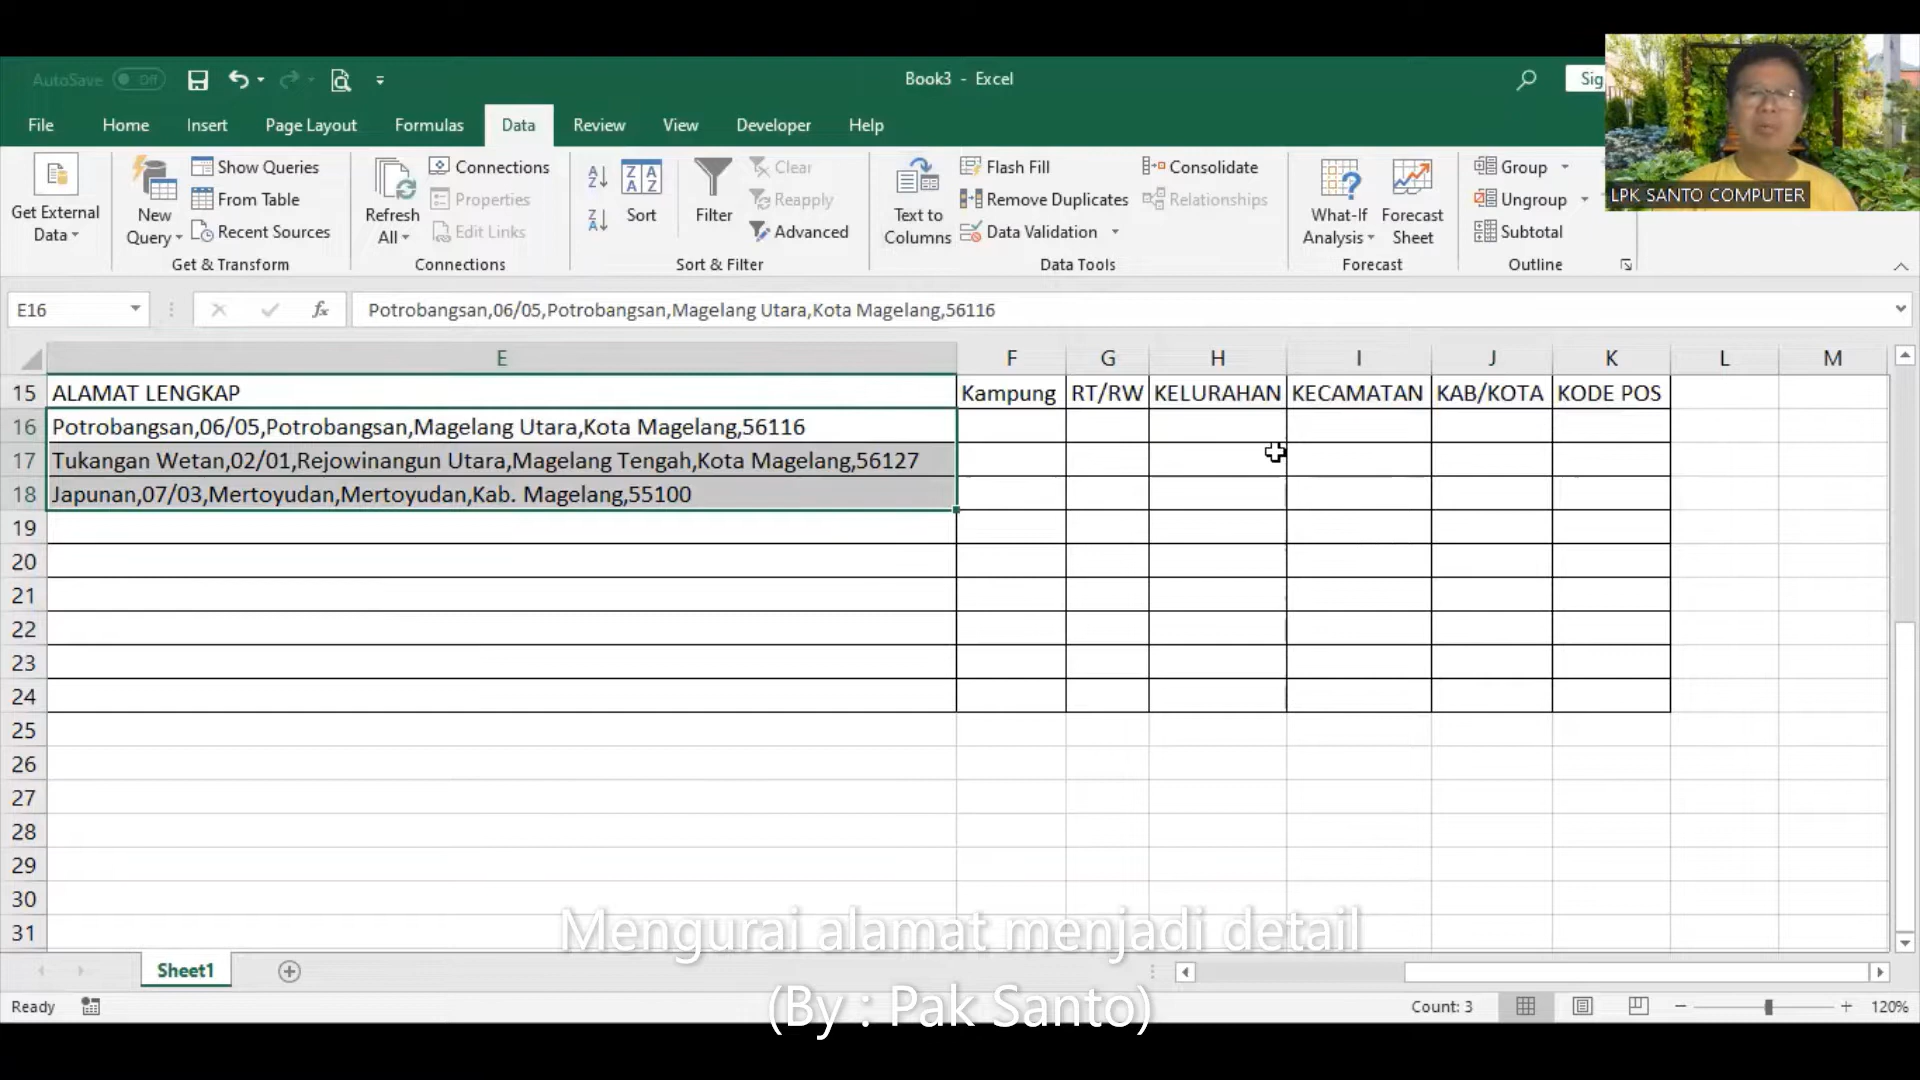 AutoSave Off
Book3 - Excel
Sig
File Home Insert Page Layout Formulas Data Review View Developer Help
Get External Data
New Query
Show Queries
From Table
Recent Sources
Get & Transform
Refresh All
Connections
Properties
Edit Links
Connections
Sort
Filter
Clear
Reapply
Advanced
Sort & Filter
Text to Columns
Flash Fill
Remove Duplicates
Data Validation
Consolidate
Relationships
Data Tools
What-If Analysis
Forecast Sheet
Forecast
Group
Ungroup
Subtotal
Outline
LPK SANTO COMPUTER
E16 fx Potrobangsan,06/05,Potrobangsan,Magelang Utara,Kota Magelang,56116
E F G H I J K L M
15 ALAMAT LENGKAP Kampung RT/RW KELURAHAN KECAMATAN KAB/KOTA KODE POS
16 Potrobangsan,06/05,Potrobangsan,Magelang Utara,Kota Magelang,56116
17 Tukangan Wetan,02/01,Rejowinangun Utara,Magelang Tengah,Kota Magelang,56127
18 Japunan,07/03,Mertoyudan,Mertoyudan,Kab. Magelang,55100
19
20
21
22
23
24
25
26
27
28
29
30
31
Mengurai alamat menjadi detail
(By : Pak Santo)
Sheet1
Ready Count: 3 120%